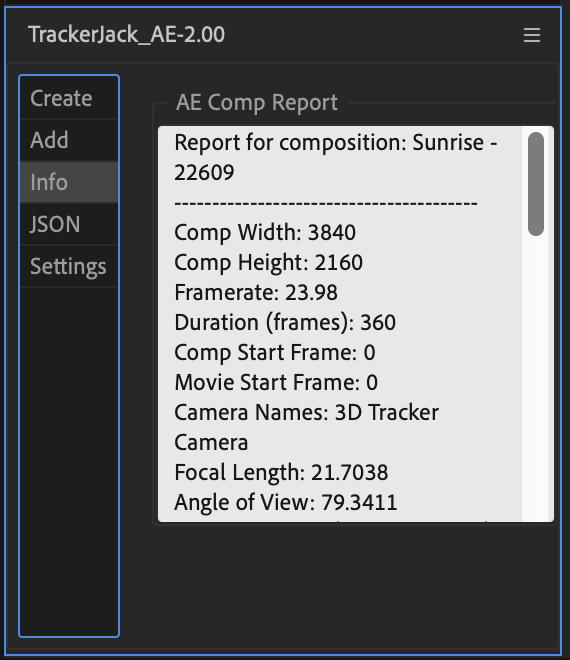 TrackerJack_AE-2.00
Create
Add
Info
JSON
Settings
AE Comp Report
Report for composition: Sunrise -
22609
----------------------------------------
Comp Width: 3840
Comp Height: 2160
Framerate: 23.98
Duration (frames): 360
Comp Start Frame: 0
Movie Start Frame: 0
Camera Names: 3D Tracker
Camera
Focal Length: 21.7038
Angle of View: 79.3411